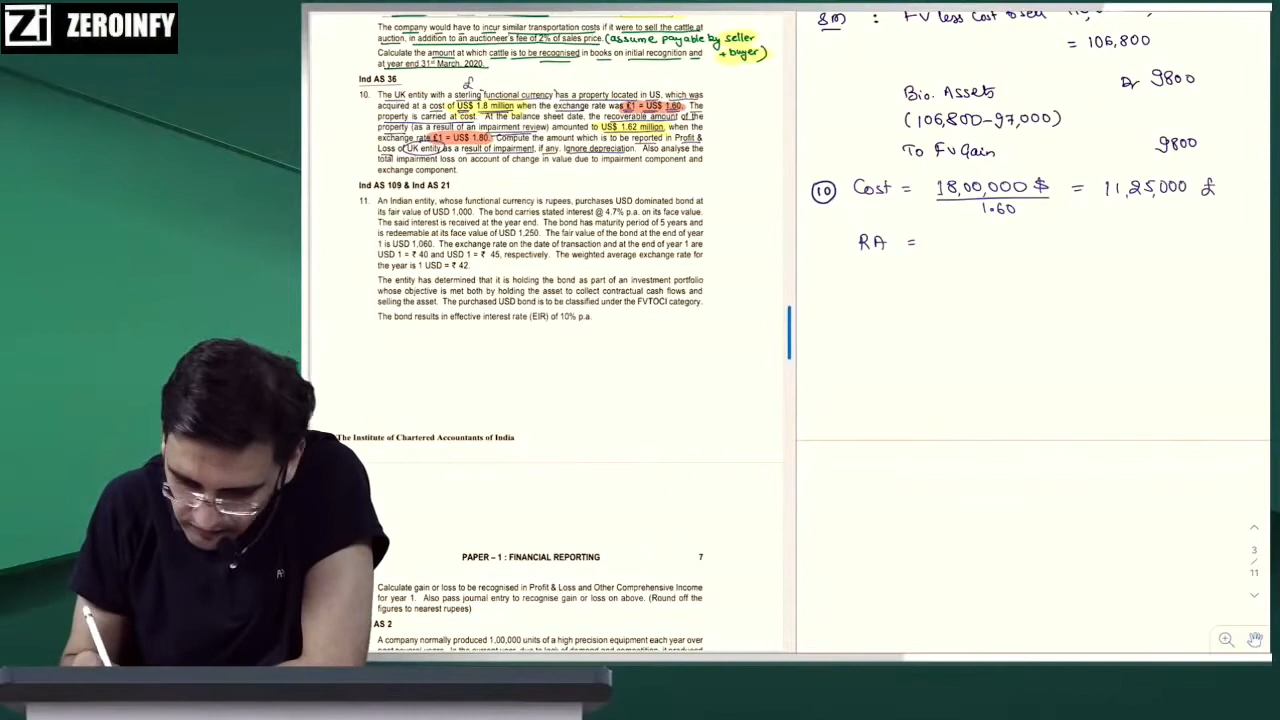 Zi ZEROINFY
The company would have to incur similar transportation costs if it were to sell the cattle at
auction, in addition to an auctioneer's fee of 2% of sales price. (assume payable by seller
+ buyer)
Calculate the amount at which cattle is to be recognised in books on initial recognition and
at year end 31st March, 2020.
Ind AS 36
£
10. The UK entity with a sterling functional currency has a property located in US, which was
acquired at a cost of US$ 1.8 million when the exchange rate was £1 = US$ 1.60. The
property is carried at cost. At the balance sheet date, the recoverable amount of the
property (as a result of an impairment review) amounted to US$ 1.62 million, when the
exchange rate £1 = US$ 1.80. Compute the amount which is to be reported in Profit &
Loss of UK entity as a result of impairment, if any. Ignore depreciation. Also analyse the
total impairment loss on account of change in value due to impairment component and
exchange component.
Ind AS 109 & Ind AS 21
11. An Indian entity, whose functional currency is rupees, purchases USD dominated bond at
its fair value of USD 1,000. The bond carries stated interest @ 4.7% p.a. on its face value.
The said interest is received at the year end. The bond has maturity period of 5 years and
is redeemable at its face value of USD 1,250. The fair value of the bond at the end of year
1 is USD 1,060. The exchange rate on the date of transaction and at the end of year 1 are
USD 1 = ₹ 40 and USD 1 = ₹ 45, respectively. The weighted average exchange rate for
the year is 1 USD = ₹ 42.
The entity has determined that it is holding the bond as part of an investment portfolio
whose objective is met both by holding the asset to collect contractual cash flows and
selling the asset. The purchased USD bond is to be classified under the FVTOCI category.
The bond results in effective interest rate (EIR) of 10% p.a.
The Institute of Chartered Accountants of India
PAPER – 1 : FINANCIAL REPORTING 7
Calculate gain or loss to be recognised in Profit & Loss and Other Comprehensive Income
for year 1. Also pass journal entry to recognise gain or loss on above. (Round off the
figures to nearest rupees)
AS 2
A company normally produced 1,00,000 units of a high precision equipment each year over
: FV less Cost to sell
= 106,800
Bio. Assets Dr 9800
(106,800-97,000)
To FV Gain 9800
10 Cost = 18,00,000 $ / 1.60 = 11,25,000 £
RA =
3
/
11